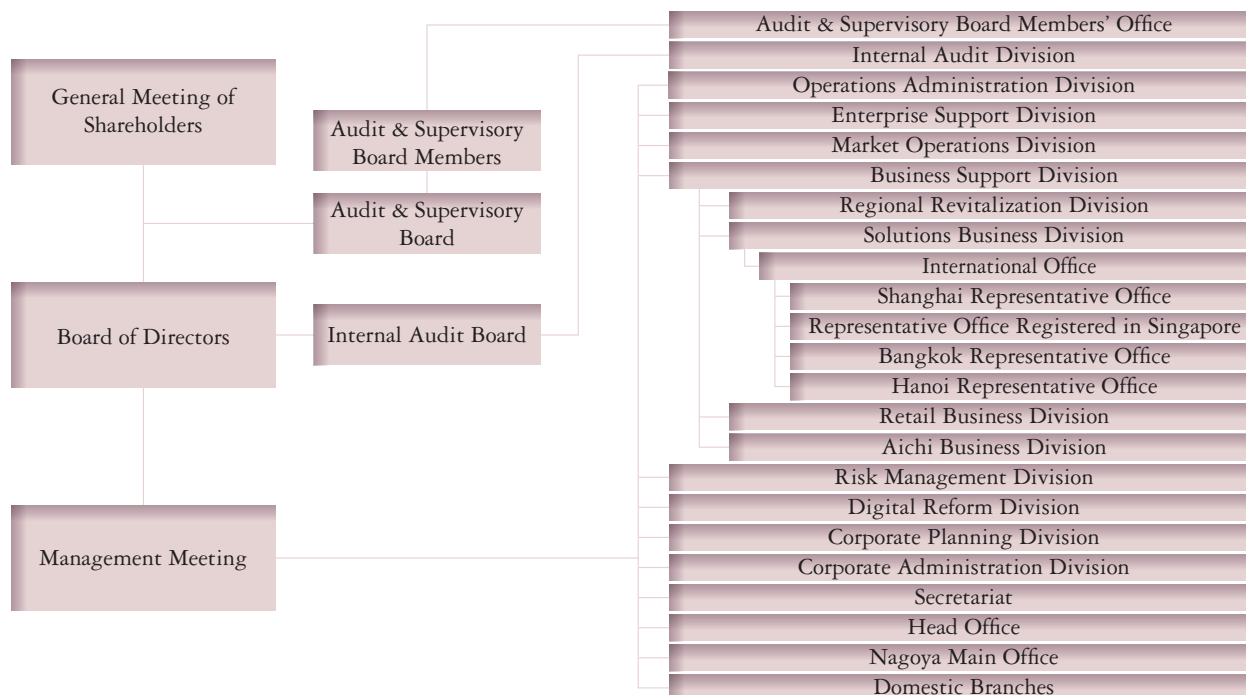 General Meeting of
Shareholders
Board of Directors
Management Meeting
Audit & Supervisory
Board Members
Audit & Supervisory
Board
Internal Audit Board
Audit & Supervisory Board Members’ Office
Internal Audit Division
Operations Administration Division
Enterprise Support Division
Market Operations Division
Business Support Division
Regional Revitalization Division
Solutions Business Division
International Office
Shanghai Representative Office
Representative Office Registered in Singapore
Bangkok Representative Office
Hanoi Representative Office
Retail Business Division
Aichi Business Division
Risk Management Division
Digital Reform Division
Corporate Planning Division
Corporate Administration Division
Secretariat
Head Office
Nagoya Main Office
Domestic Branches